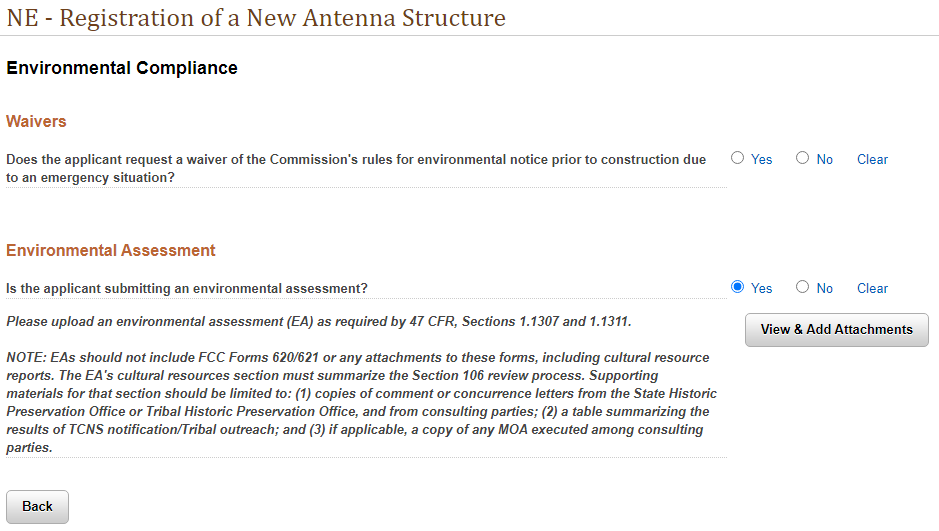 NE - Registration of a New Antenna Structure
Environmental Compliance
Waivers
Does the applicant request a waiver of the Commission's rules for environmental notice prior to construction due
to an emergency situation?
Yes No Clear
Environmental Assessment
Is the applicant submitting an environmental assessment?
Yes No Clear
Please upload an environmental assessment (EA) as required by 47 CFR, Sections 1.1307 and 1.1311.
View & Add Attachments
NOTE: EAs should not include FCC Forms 620/621 or any attachments to these forms, including cultural resource
reports. The EA's cultural resources section must summarize the Section 106 review process. Supporting
materials for that section should be limited to: (1) copies of comment or concurrence letters from the State Historic
Preservation Office or Tribal Historic Preservation Office, and from consulting parties; (2) a table summarizing the
results of TCNS notification/Tribal outreach; and (3) if applicable, a copy of any MOA executed among consulting
parties.
Back